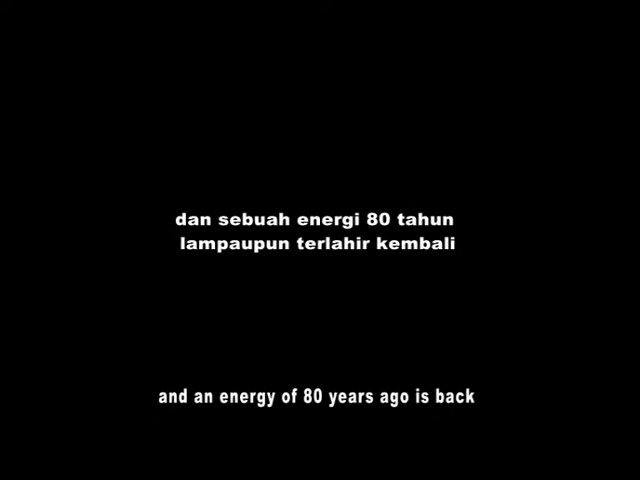 dan sebuah energi 80 tahun
lampaupun terlahir kembali
and an energy of 80 years ago is back